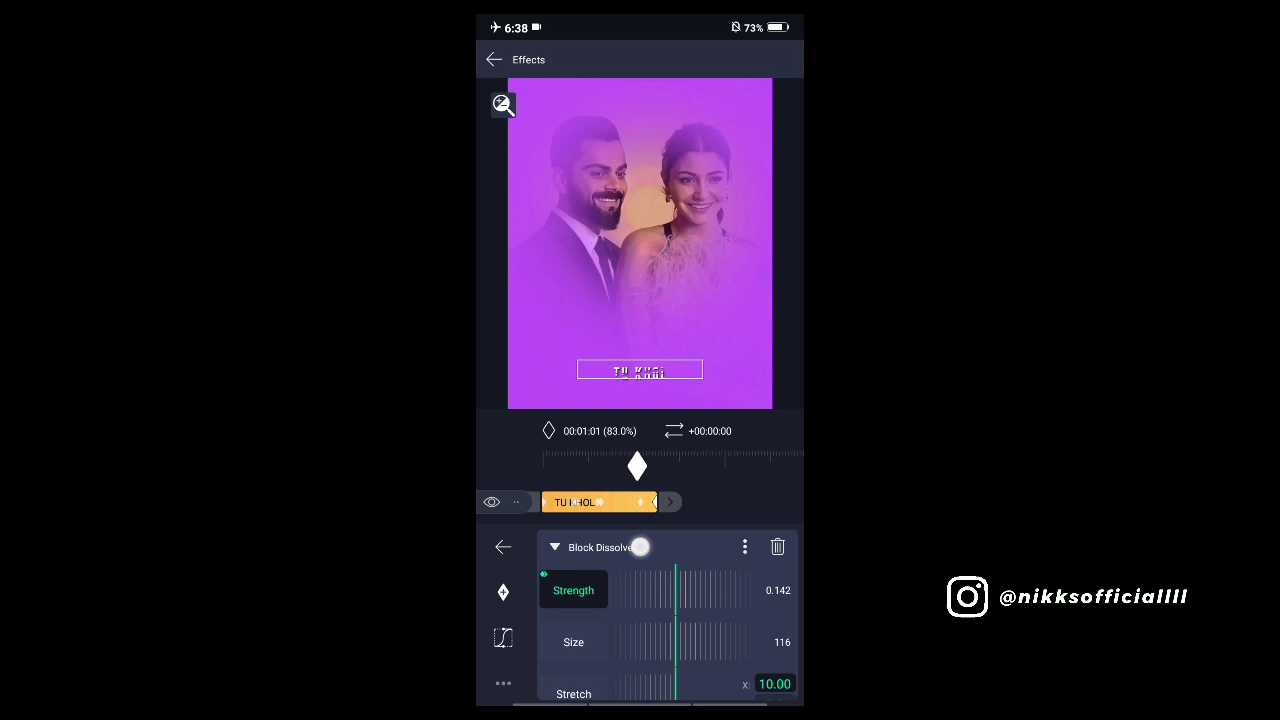 6:38
73%
Effects
TU KHOL
00:01:01 (83.0%)
+00:00:00
TU KHOL
Block Dissolve
Strength
0.142
Size
116
Stretch
X: 10.00
@nikksofficiallll